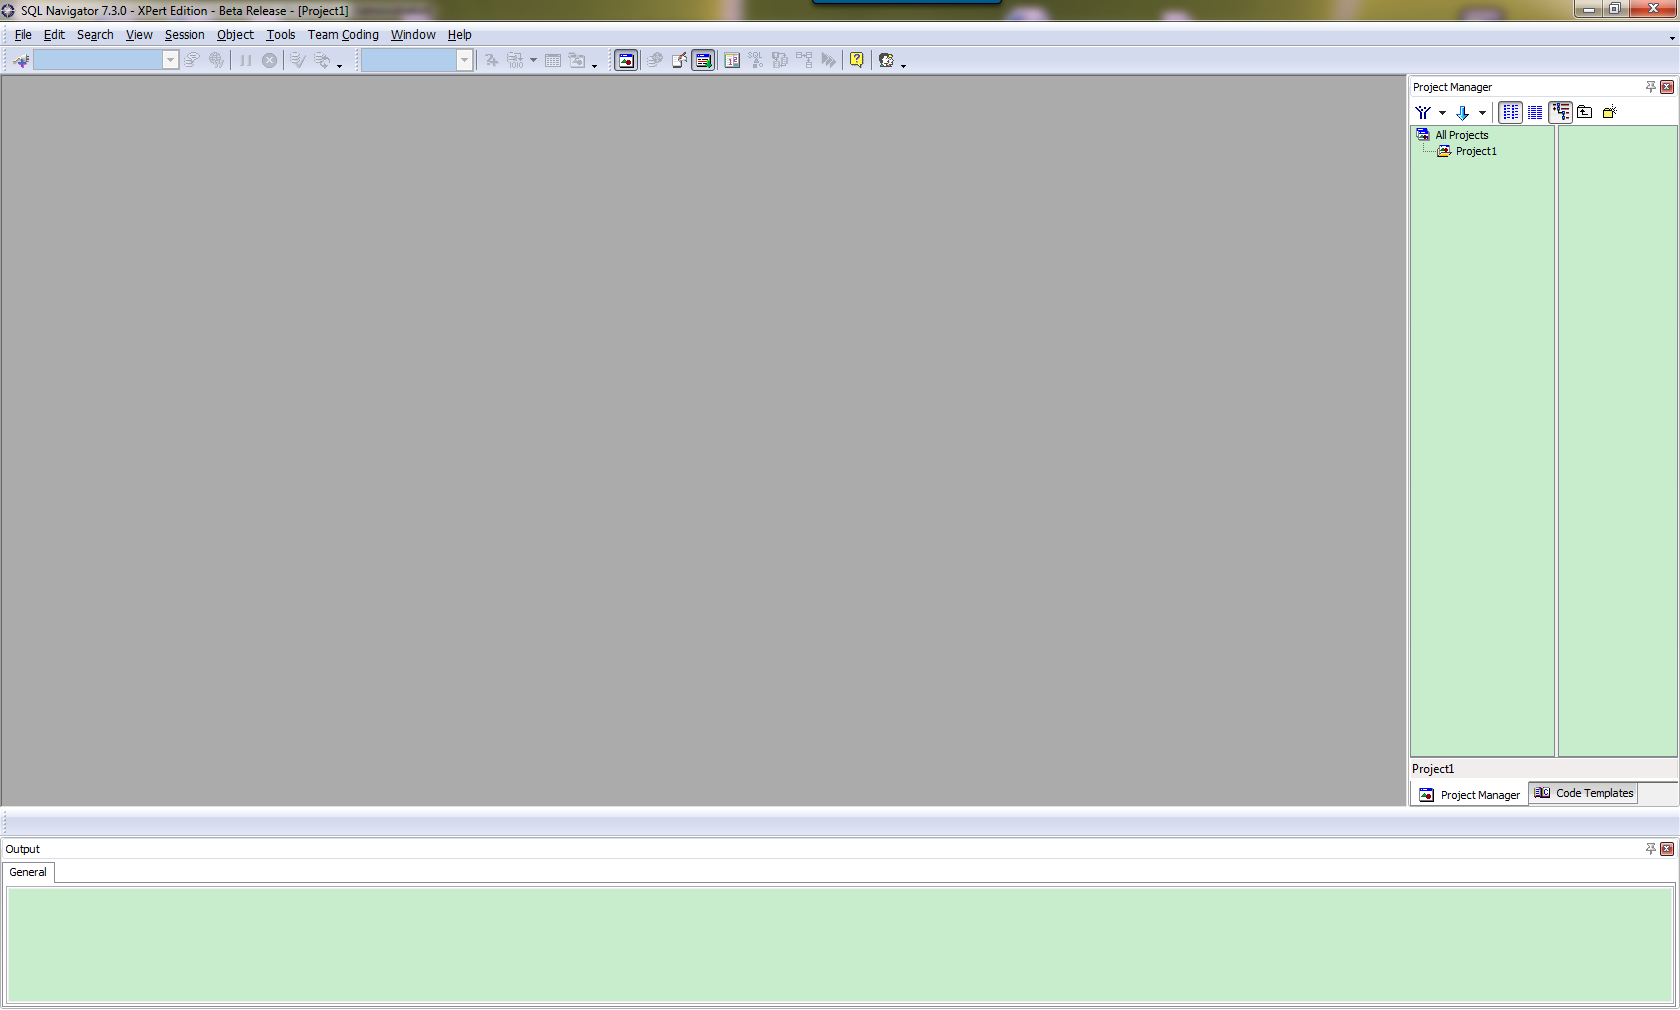 SQL Navigator 7.3.0 - XPert Edition - Beta Release - [Project1]
File Edit Search View Session Object Tools Team Coding Window Help
Project Manager
All Projects
Project1
Project1
Project Manager Code Templates
Output
General